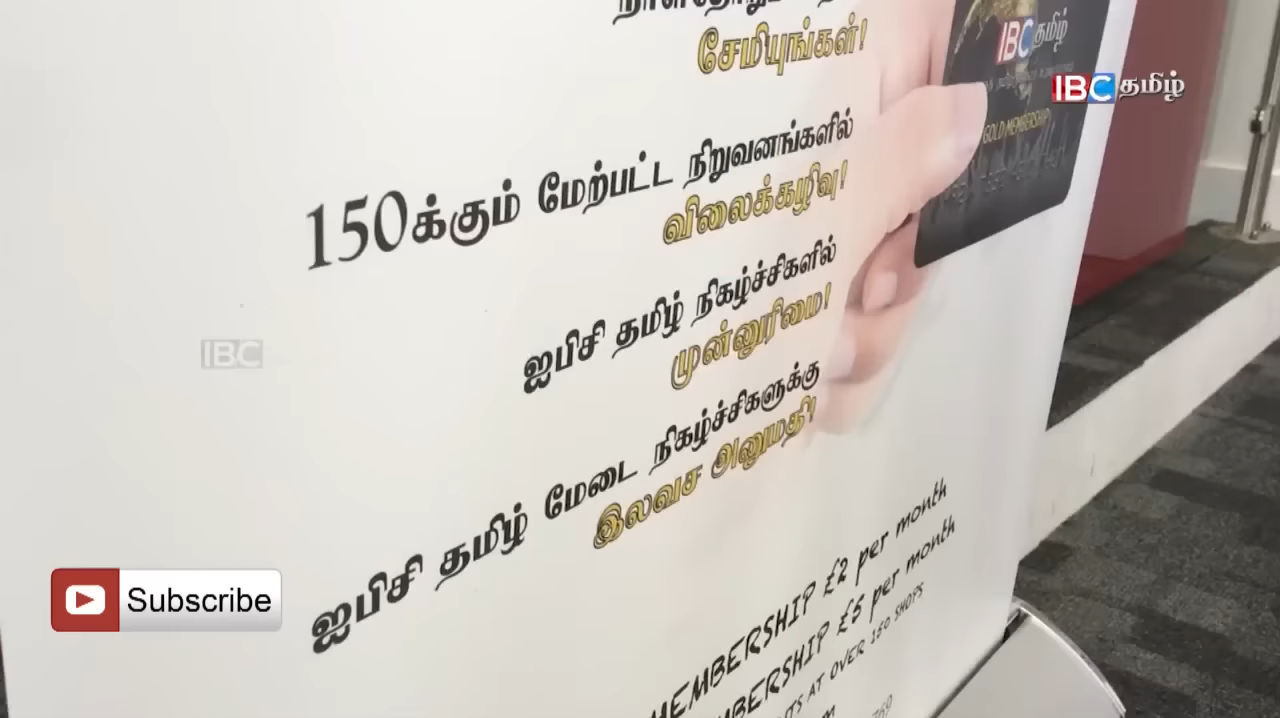 சேமியுங்கள்!
IBC தமிழ்
IBC தமிழ்
GOLD MEMBERSHIP
150க்கும் மேற்பட்ட நிறுவனங்களில்
விலைக்கழிவு!
ஐபிசி தமிழ் நிகழ்ச்சிகளில்
முன்னுரிமை!
IBC
ஐபிசி தமிழ் மேடை நிகழ்ச்சிகளுக்கு
இலவச அனுமதி!
Subscribe
MEMBERSHIP £2 per month
MBERSHIP £5 per month
AT OVER 150 SHOPS